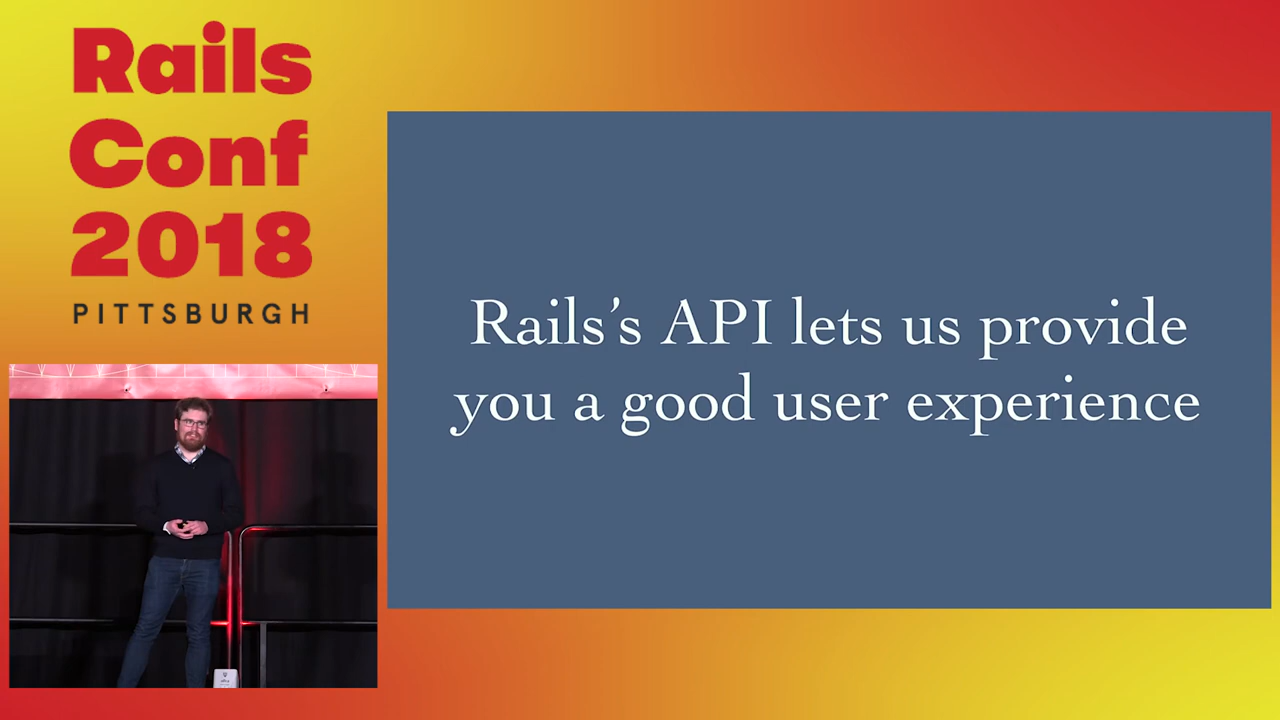 Rails
Conf
2018
PITTSBURGH
Rails’s API lets us provide
you a good user experience